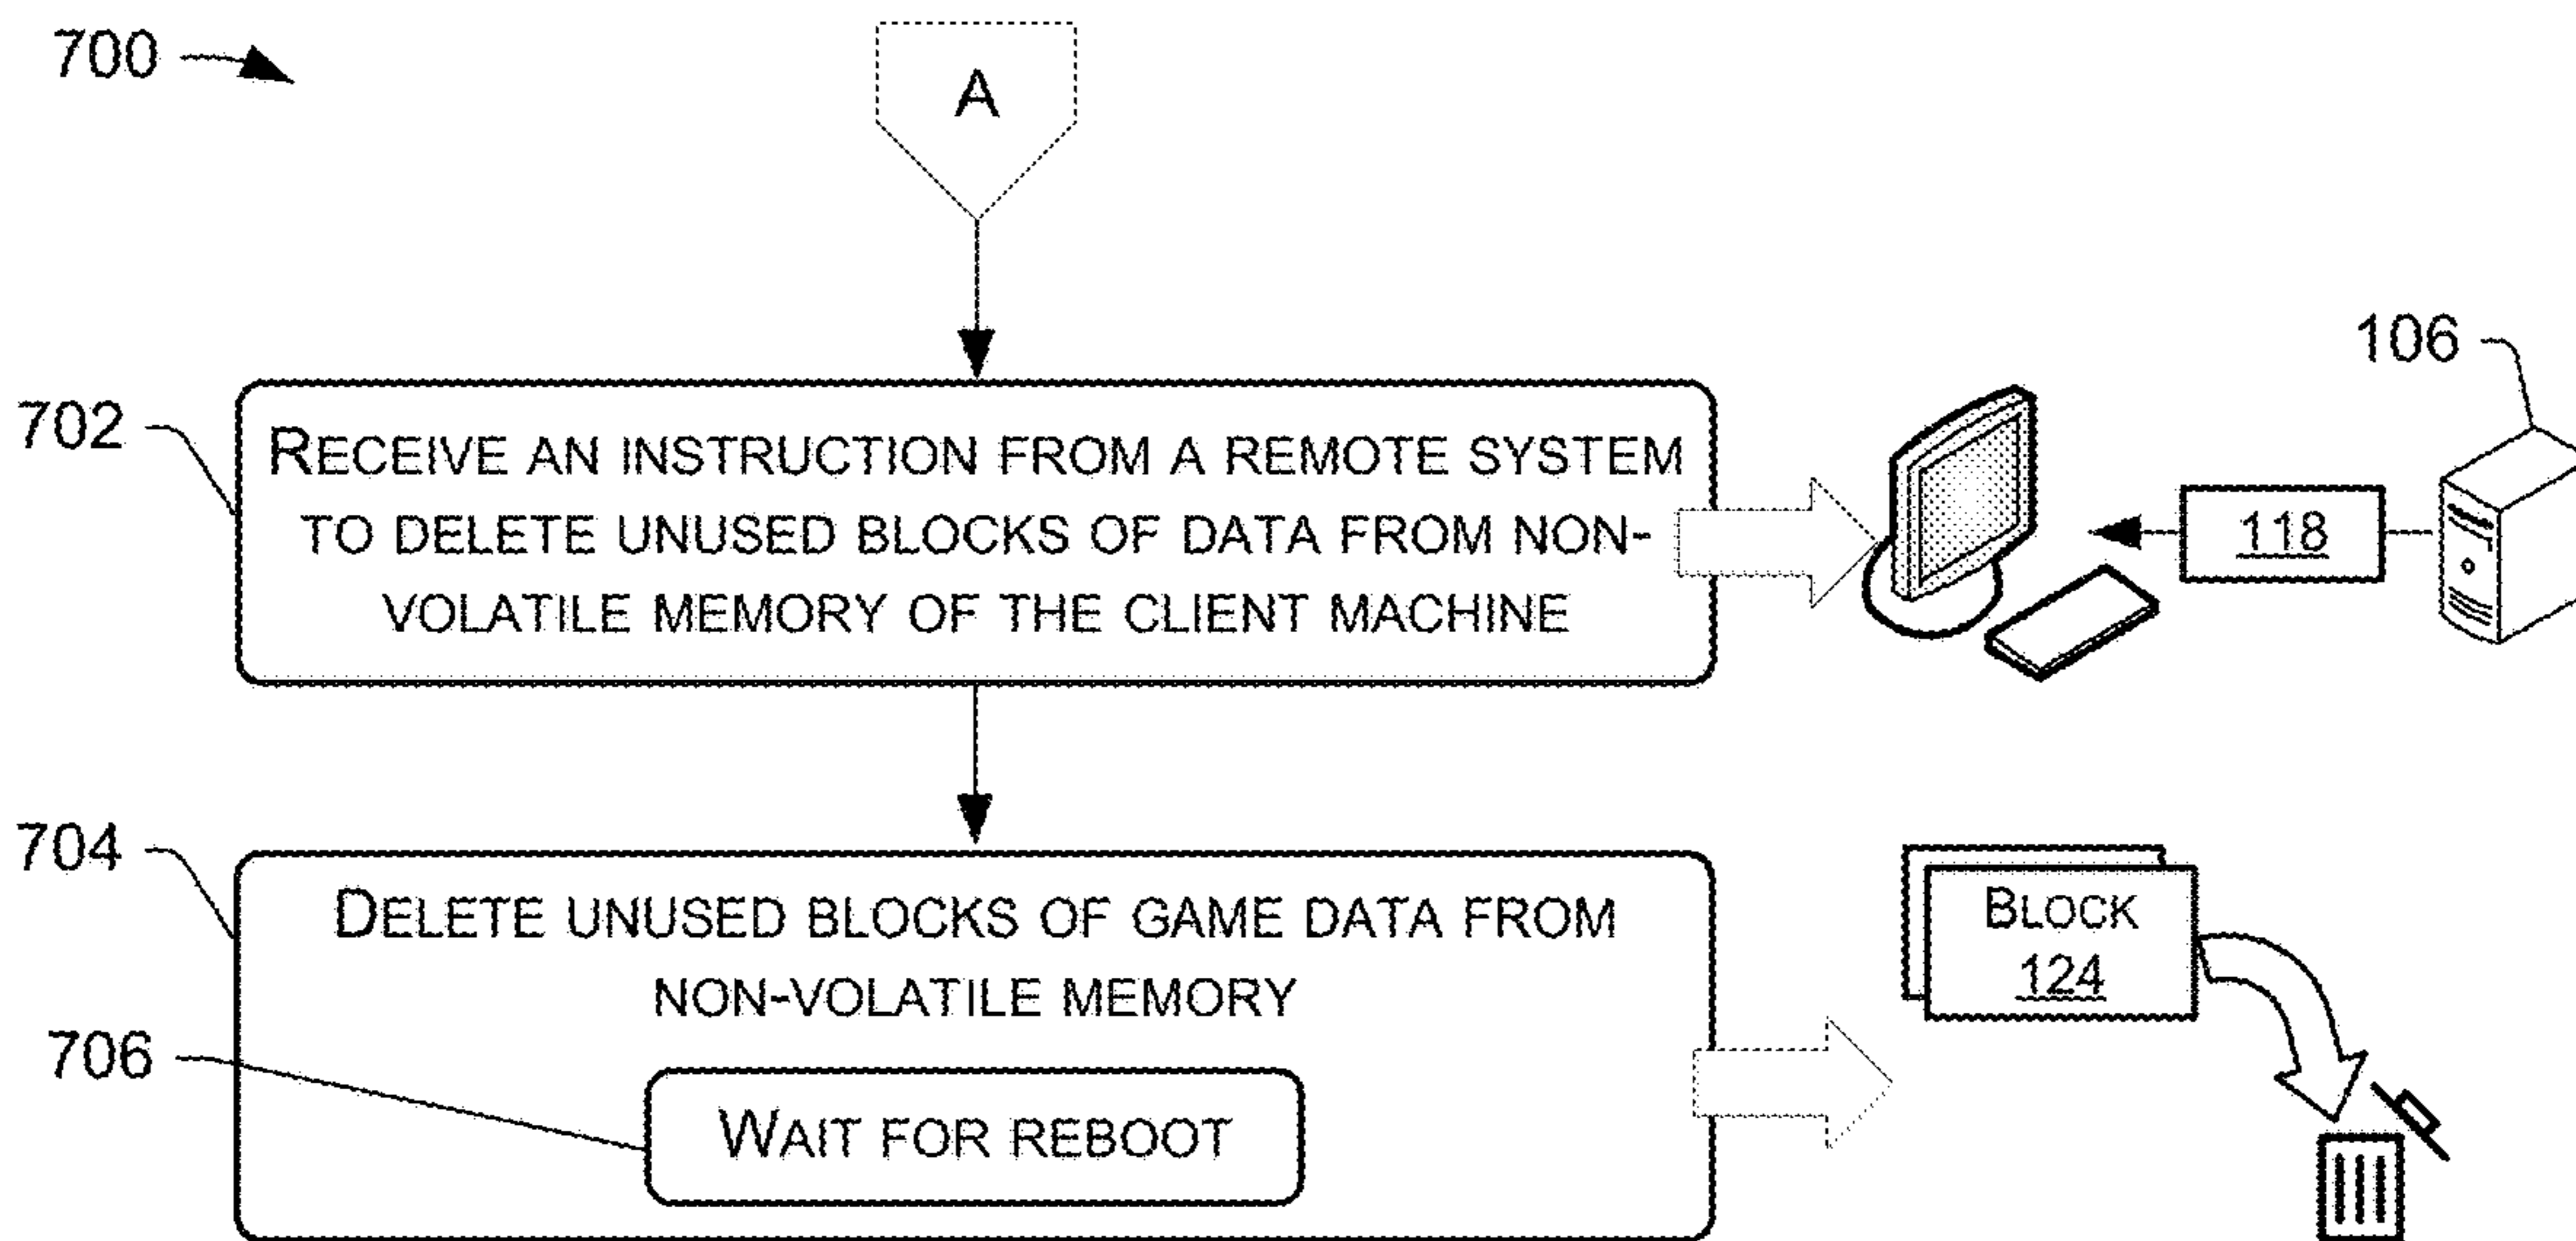 700
A
106
702
RECEIVE AN INSTRUCTION FROM A REMOTE SYSTEM
TO DELETE UNUSED BLOCKS OF DATA FROM NON-
VOLATILE MEMORY OF THE CLIENT MACHINE
118
704
DELETE UNUSED BLOCKS OF GAME DATA FROM
NON-VOLATILE MEMORY
BLOCK
124
706
WAIT FOR REBOOT